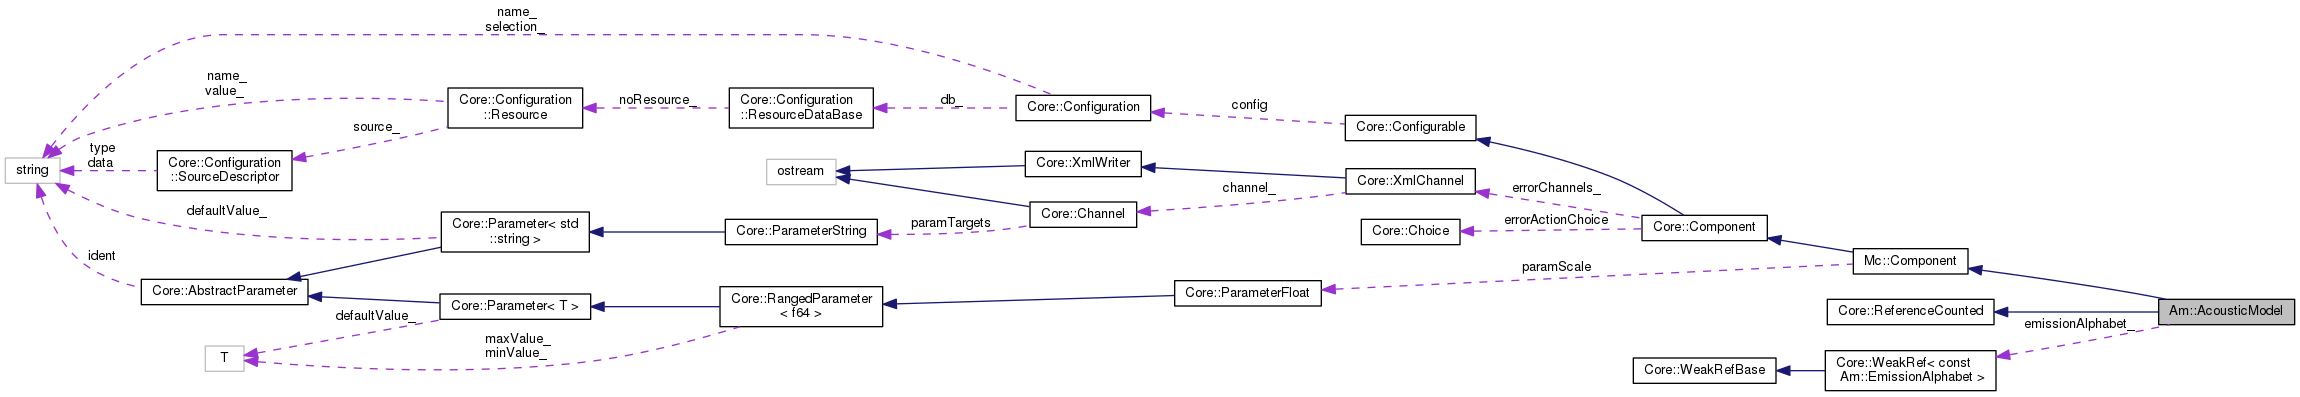 name_
selection_
name_
value_
Core::Configuration
::Resource
noResource_
Core::Configuration
::ResourceDataBase
db_
Core::Configuration
config
Core::Configurable
source_
type
data
string
Core::Configuration
::SourceDescriptor
ostream
Core::XmlWriter
Core::XmlChannel
errorChannels_
channel_
Core::Channel
defaultValue_
Core::Parameter< std
::string >
Core::ParameterString
paramTargets
Core::Choice
errorActionChoice
Core::Component
ident
Core::AbstractParameter
Core::Parameter< T >
Core::RangedParameter
< f64 >
Core::ParameterFloat
paramScale
Mc::Component
defaultValue_
maxValue_
minValue_
T
Core::ReferenceCounted
Am::AcousticModel
emissionAlphabet_
Core::WeakRefBase
Core::WeakRef< const
Am::EmissionAlphabet >